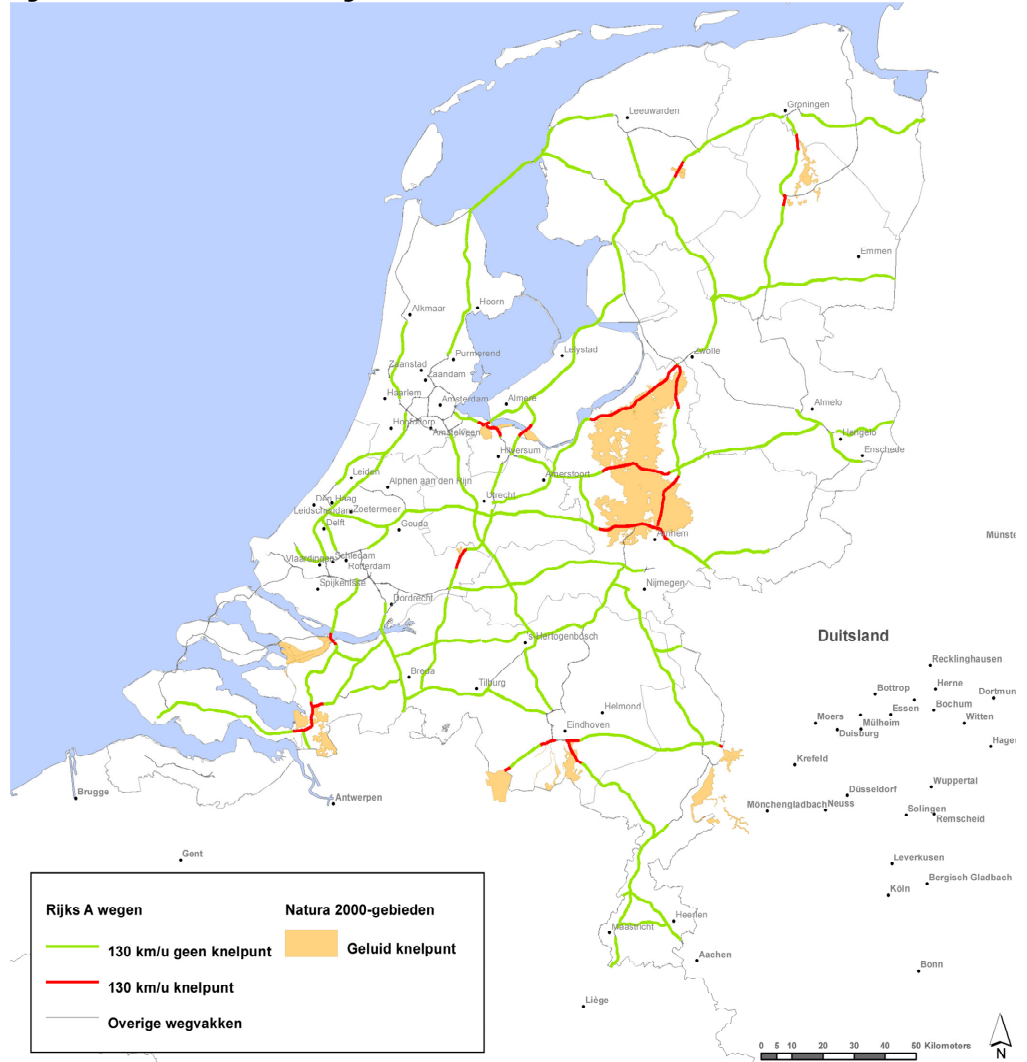 Leeuwarden
Groningen
Emmen
Alkmaar
Hoorn
Purmerend
Zaanstad
Zaandam
Lelystad
Zwolle
Haarlem
Amsterdam
Almere
Almelo
Hoofddorp
Amstelveen
Hengelo
Hilversum
Enschede
Leiden
Alphen aan den Rijn
Amersfoort
Utrecht
Den Haag
Leidschendam
Zoetermeer
Delft
Gouda
Münste
Arnhem
Vlaardingen
Schiedam
Rotterdam
Spijkenisse
Nijmegen
Dordrecht
's-Hertogenbosch
Duitsland
Recklinghausen
Breda
Tilburg
Bottrop
Herne
Dortmun
Helmond
Essen
Bochum
Moers
Mülheim
Witten
Eindhoven
Duisburg
Hager
Krefeld
Wuppertal
Brugge
Antwerpen
Düsseldorf
Mönchengladbach
Neuss
Solingen
Remscheid
Gent
Leverkusen
Bergisch Gladbach
Köln
Rijks A wegen
Natura 2000-gebieden
130 km/u geen knelpunt
Geluid knelpunt
130 km/u knelpunt
Overige wegvakken
Heerlen
Maastricht
Aachen
Bonn
Liège
0 5 10 20 30 40 50 Kilometers
N